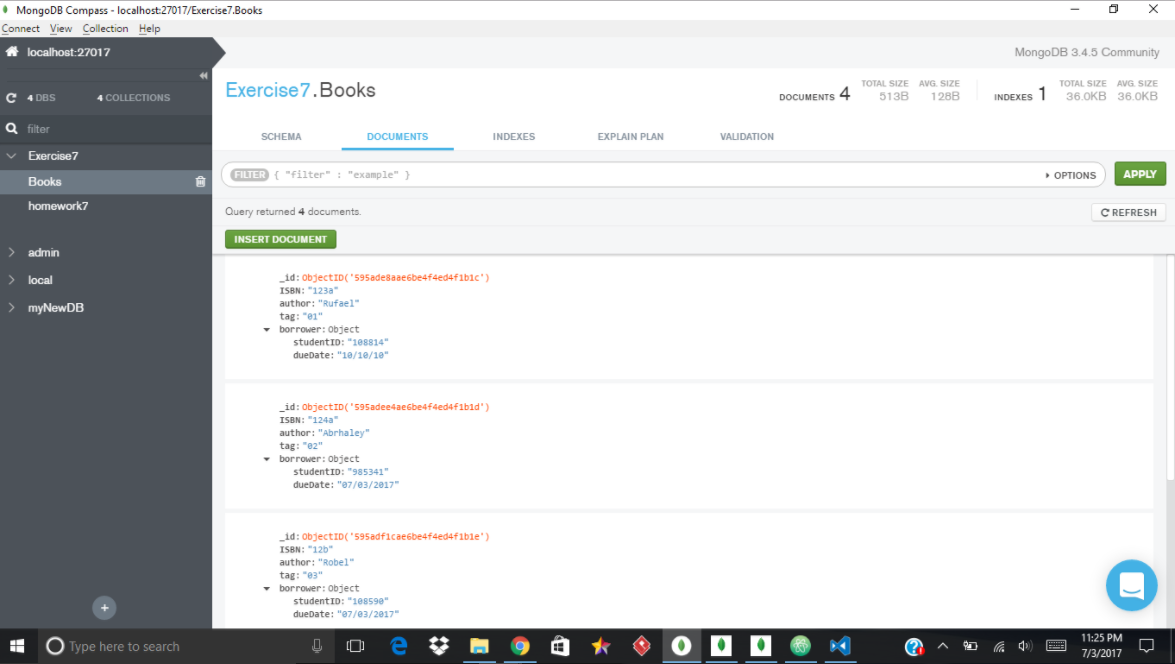 MongoDB Compass - localhost:27017/Exercise7.Books
Connect View Collection Help
localhost:27017
MongoDB 3.4.5 Community
4 DBS 4 COLLECTIONS
filter
Exercise7
Books
homework7
admin
local
myNewDB
Exercise7.Books
DOCUMENTS 4 TOTAL SIZE 513B AVG. SIZE 128B INDEXES 1 TOTAL SIZE 36.0KB AVG. SIZE 36.0KB
SCHEMA DOCUMENTS INDEXES EXPLAIN PLAN VALIDATION
FILTER { "filter" : "example" } OPTIONS APPLY
Query returned 4 documents. REFRESH
INSERT DOCUMENT
_id: ObjectID('595ade8aae6be4f4ed4f1b1c')
ISBN: "123a"
author: "Rufael"
tag: "01"
borrower: Object
studentID: "108814"
dueDate: "10/10/10"
_id: ObjectID('595adee4ae6be4f4ed4f1b1d')
ISBN: "124a"
author: "Abrhaley"
tag: "02"
borrower: Object
studentID: "985341"
dueDate: "07/03/2017"
_id: ObjectID('595adf1cae6be4f4ed4f1b1e')
ISBN: "12b"
author: "Robel"
tag: "03"
borrower: Object
studentID: "108590"
dueDate: "07/03/2017"
Type here to search
11:25 PM
7/3/2017